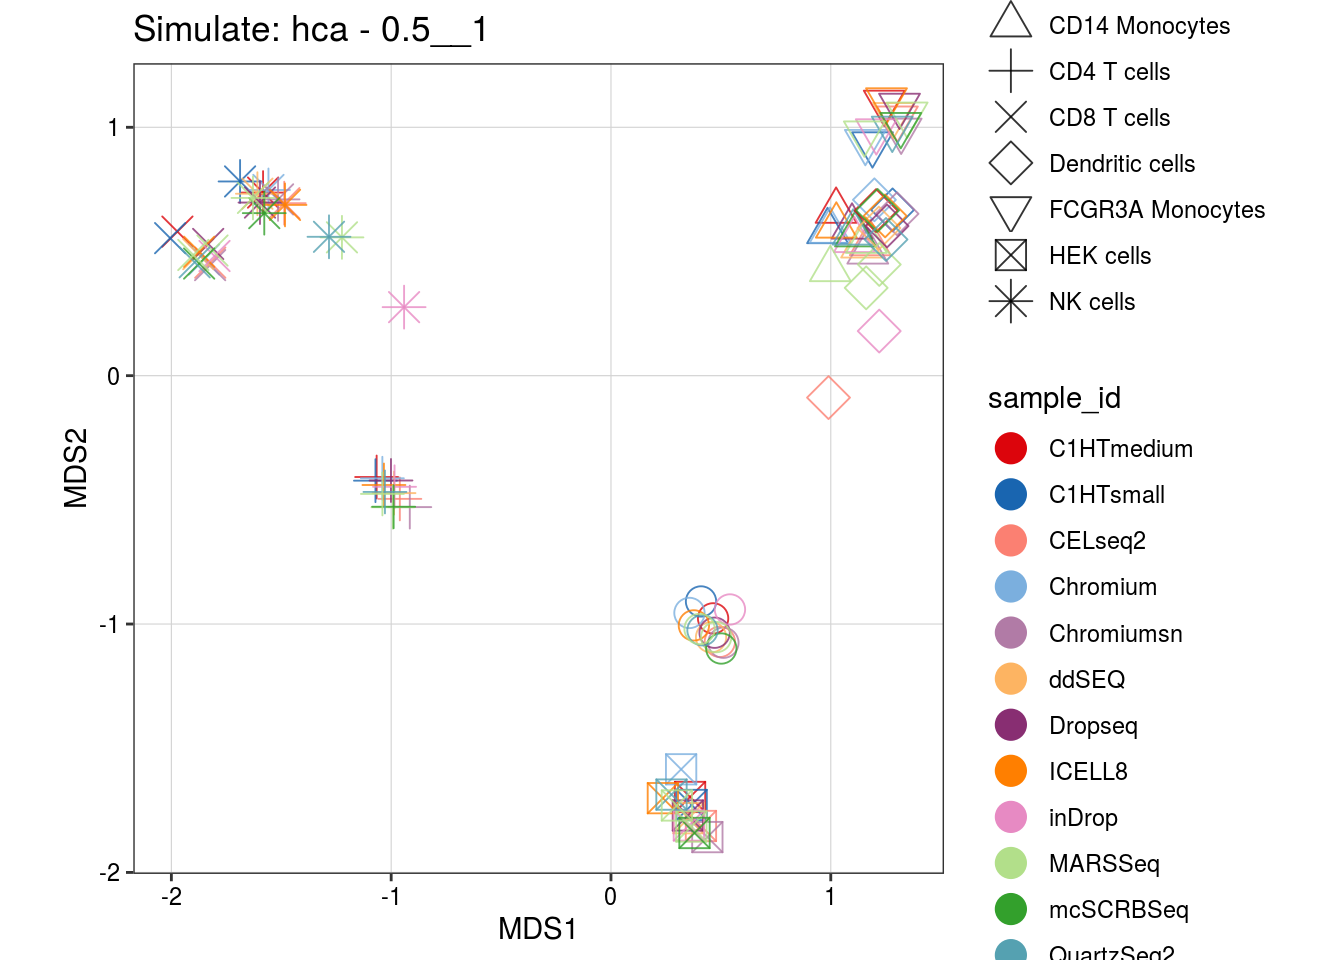 Simulate: hca - 0.5__1
1
0
-1
-2
-2
-1
0
1
MDS1
MDS2
CD14 Monocytes
CD4 T cells
CD8 T cells
Dendritic cells
FCGR3A Monocytes
HEK cells
NK cells
sample_id
C1HTmedium
C1HTsmall
CELseq2
Chromium
Chromiumsn
ddSEQ
Dropseq
ICELL8
inDrop
MARSSeq
mcSCRBSeq
QuartzSeq2